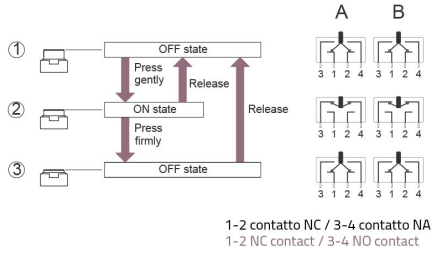 A B
1 OFF state
Press
gently
Release
3 1 2 4 3 1 2 4
2 ON state
Release
Press
firmly
3 1 2 4 3 1 2 4
3 OFF state
3 1 2 4 3 1 2 4
1-2 contatto NC / 3-4 contatto NA
1-2 NC contact / 3-4 NO contact